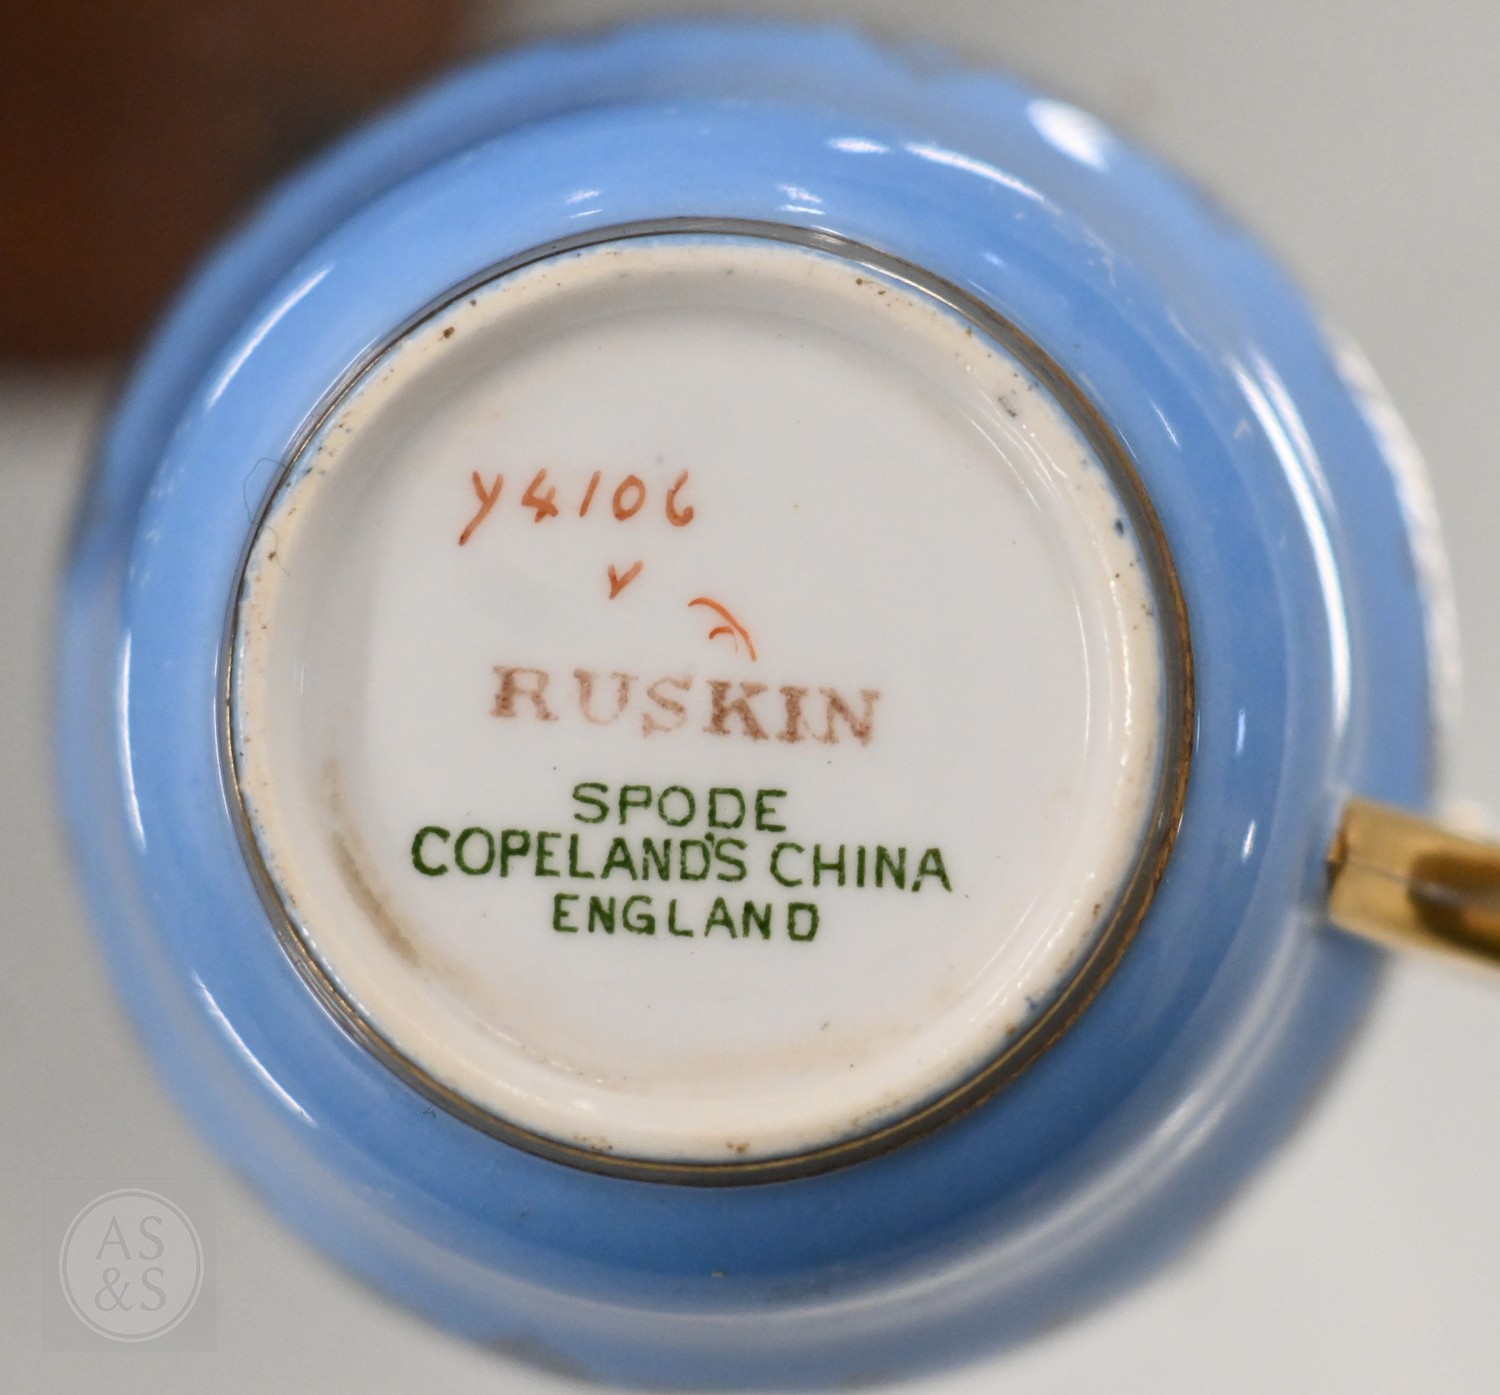 Y4106
RUSKIN
SPODE
COPELAND'S CHINA
ENGLAND
AS
&S